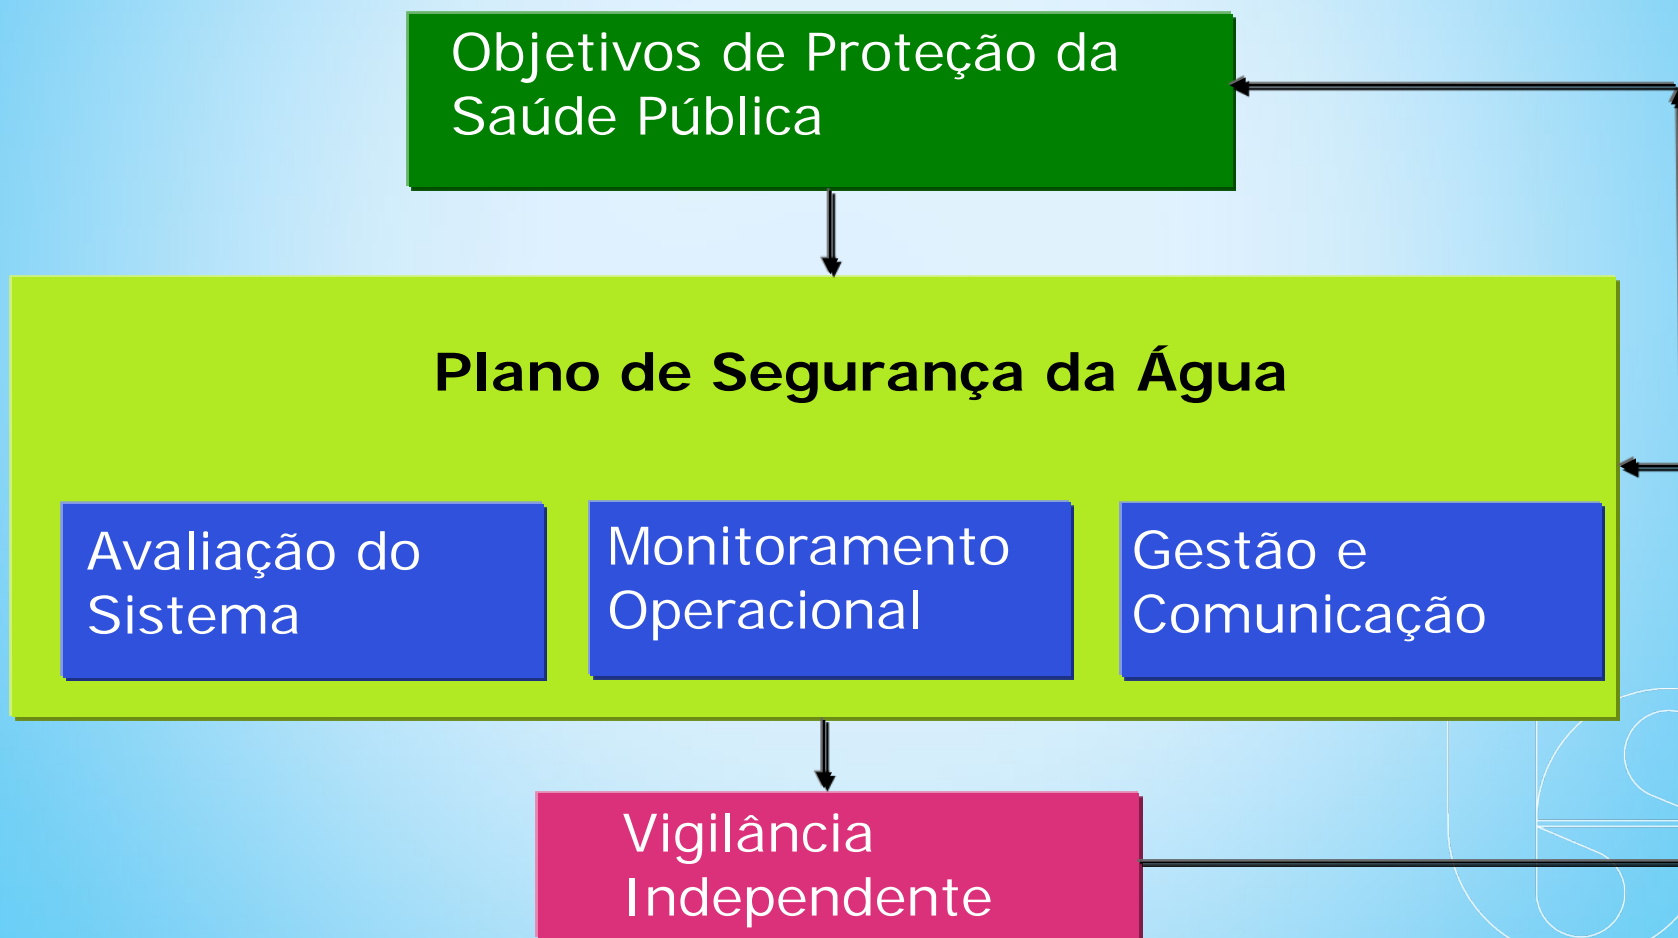 Objetivos de Proteção da
Saúde Pública
Plano de Segurança da Água
Avaliação do
Sistema
Monitoramento
Operacional
Gestão e
Comunicação
Vigilância
Independente